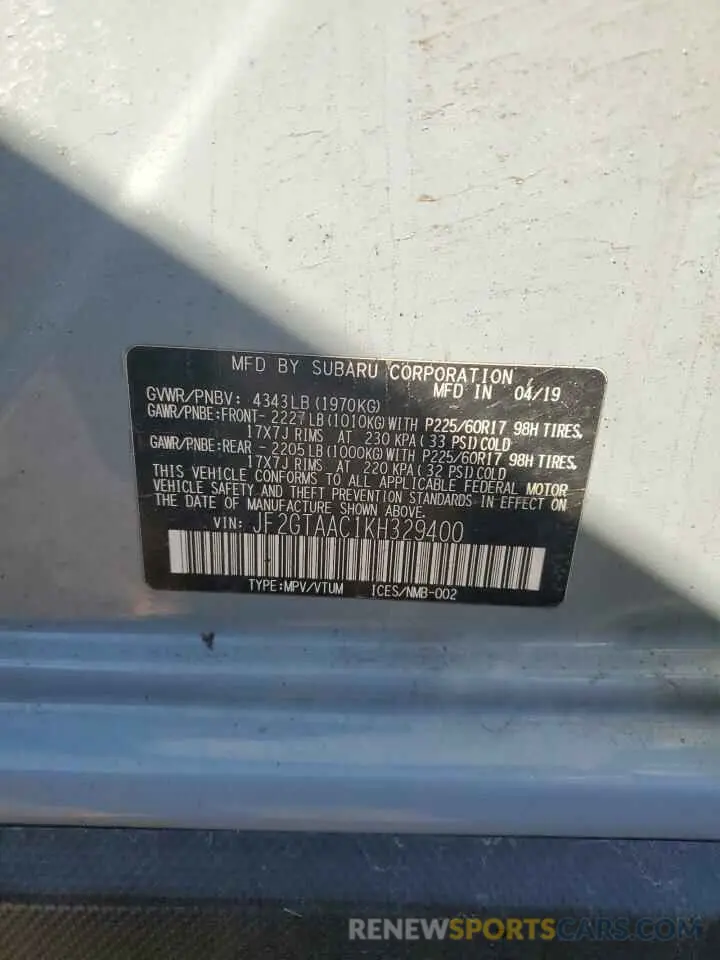 MFD BY SUBARU CORPORATION
MFD IN 04/19
GVWR/PNBV: 4343LB(1970KG)
GAWR/PNBE:FRONT- 2227LB(1010KG)WITH P225/60R17 98H TIRES,
17X7J RIMS AT 230 KPA(33 PSI)COLD
GAWR/PNBE:REAR - 2205LB(1000KG)WITH P225/60R17 98H TIRES,
17X7J RIMS AT 220 KPA(32 PSI)COLD
THIS VEHICLE CONFORMS TO ALL APPLICABLE FEDERAL MOTOR
VEHICLE SAFETY AND THEFT PREVENTION STANDARDS IN EFFECT ON
THE DATE OF MANUFACTURE SHOWN ABOVE.
VIN: JF2GTAAC1KH329400
TYPE:MPV/VTUM ICES/NMB-002
RENEWSPORTSCARS.COM